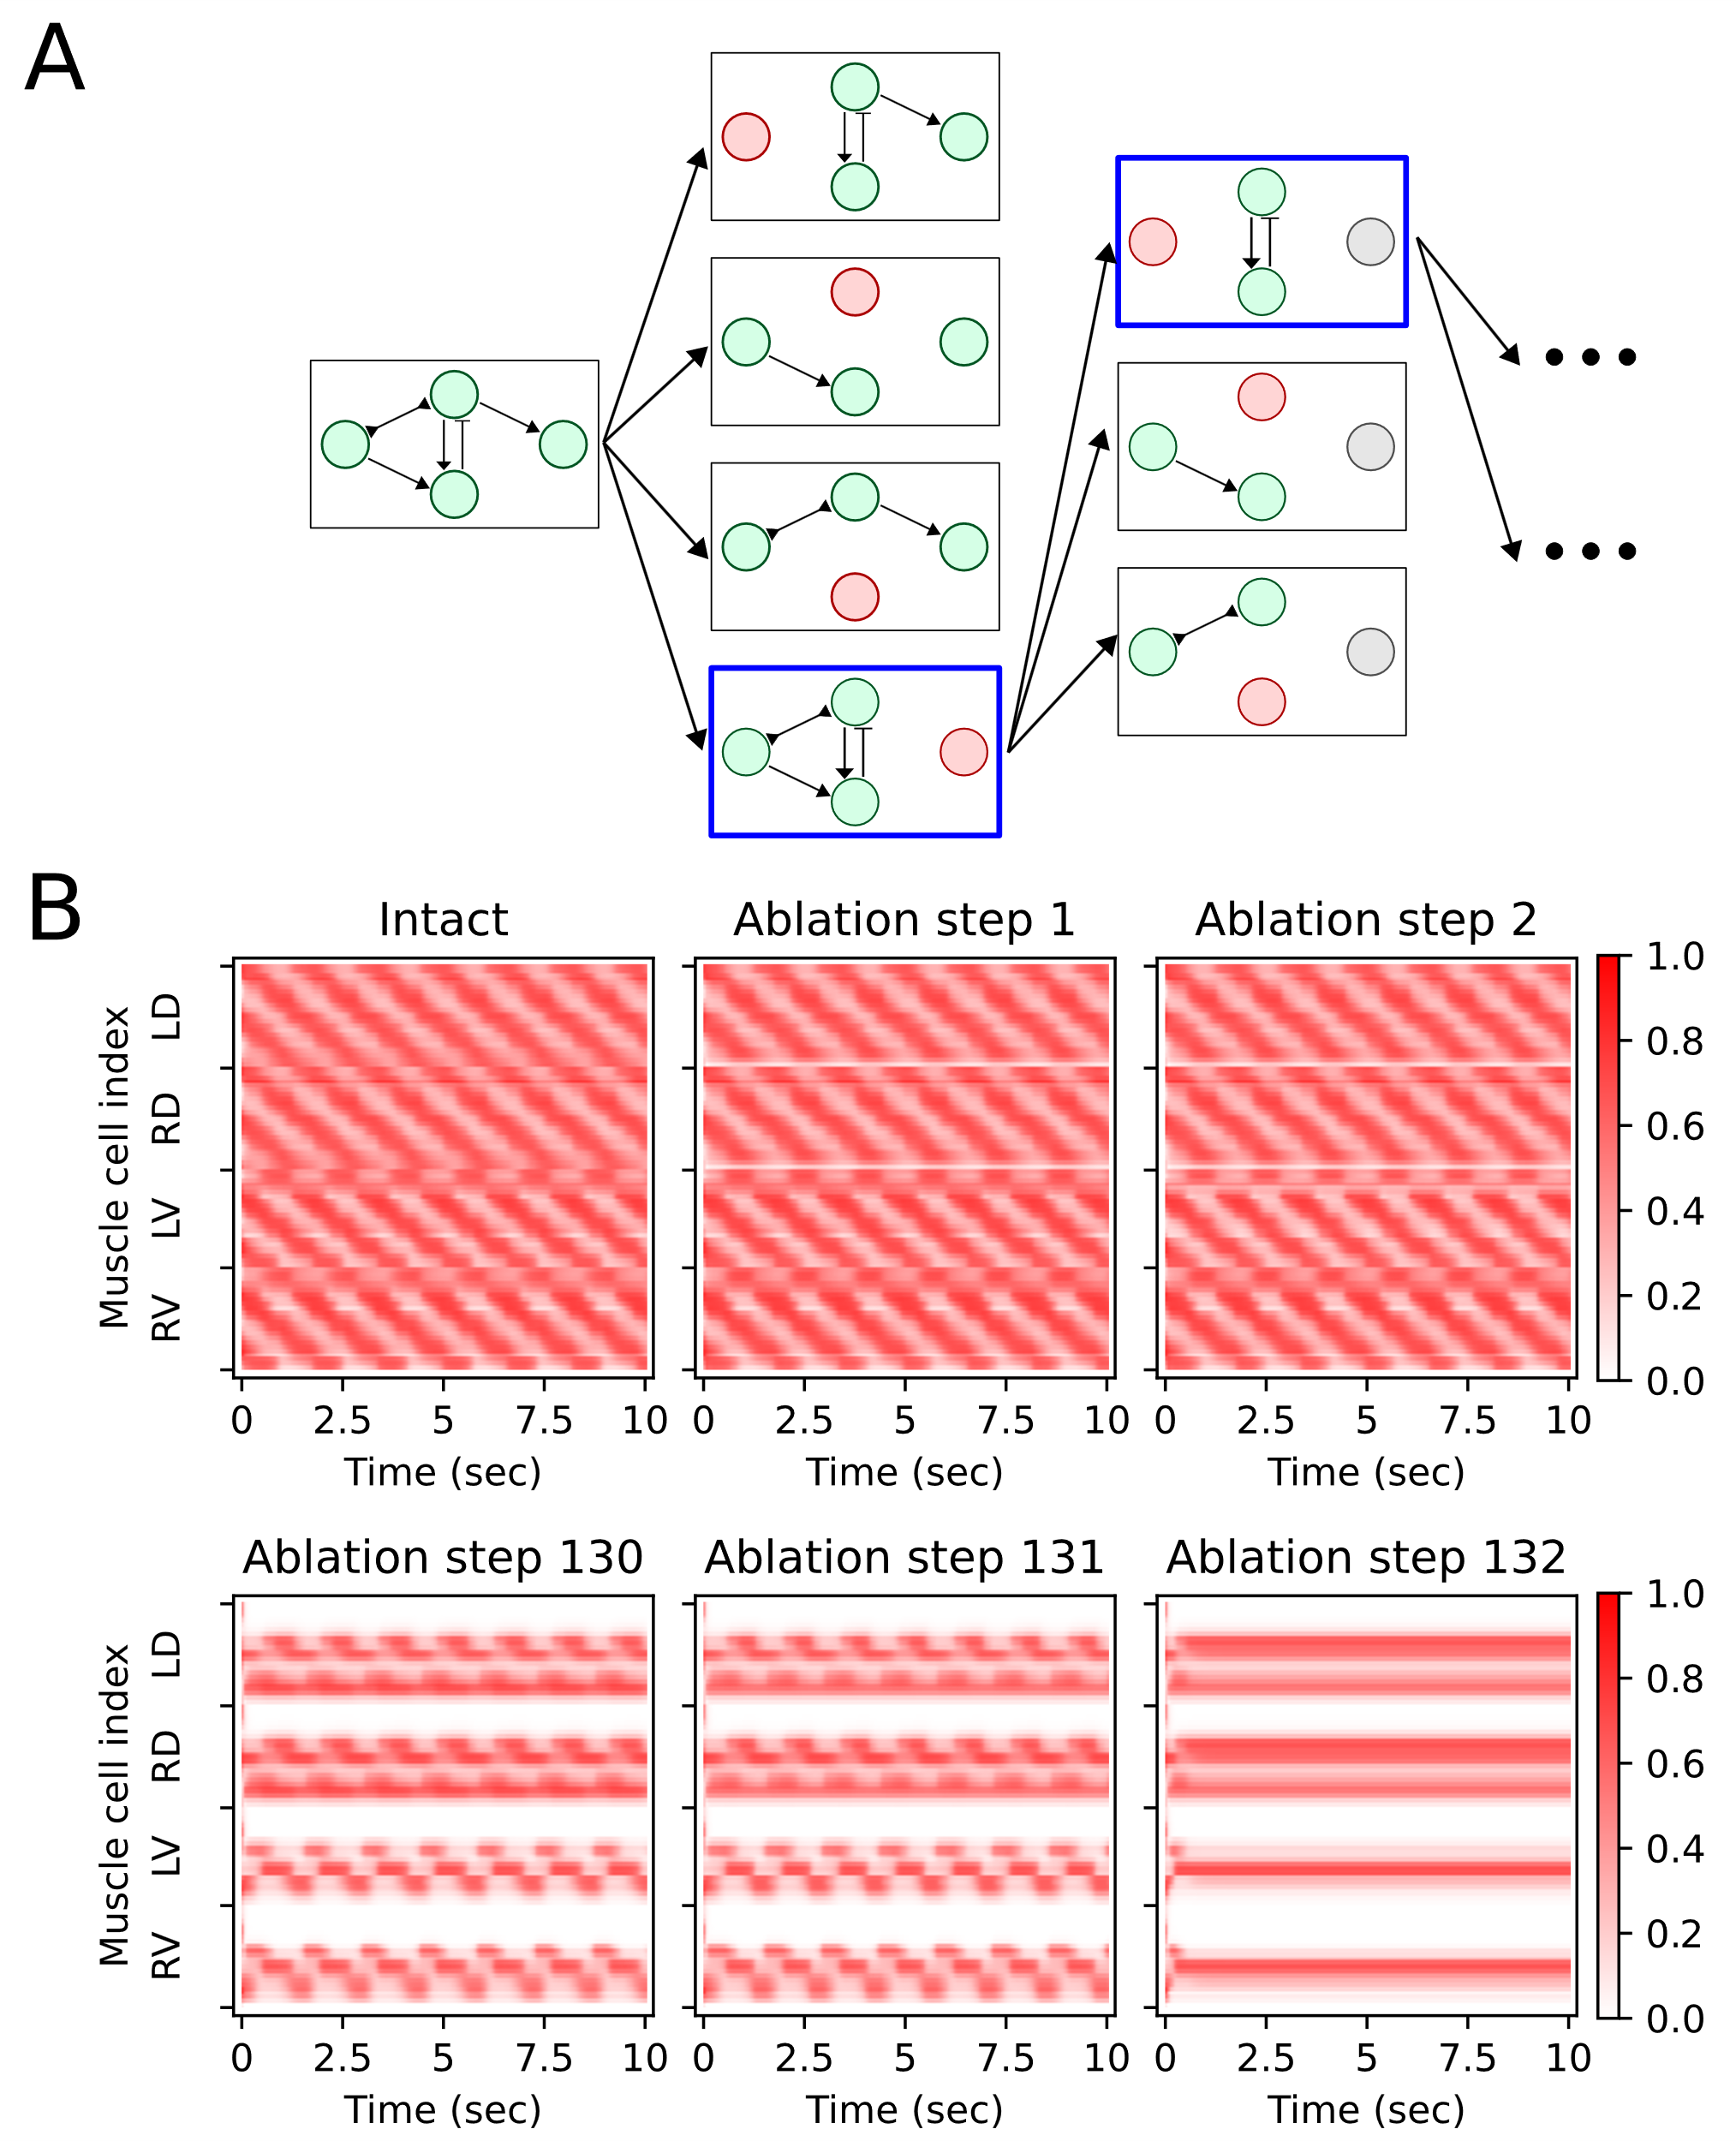 A
B
Intact
Ablation step 1
Ablation step 2
Muscle cell index
LD
RD
LV
RV
1.0
0.8
0.6
0.4
0.2
0.0
0 2.5 5 7.5 10
0 2.5 5 7.5 10
0 2.5 5 7.5 10
Time (sec)
Time (sec)
Time (sec)
Ablation step 130
Ablation step 131
Ablation step 132
Muscle cell index
LD
RD
LV
RV
1.0
0.8
0.6
0.4
0.2
0.0
0 2.5 5 7.5 10
0 2.5 5 7.5 10
0 2.5 5 7.5 10
Time (sec)
Time (sec)
Time (sec)